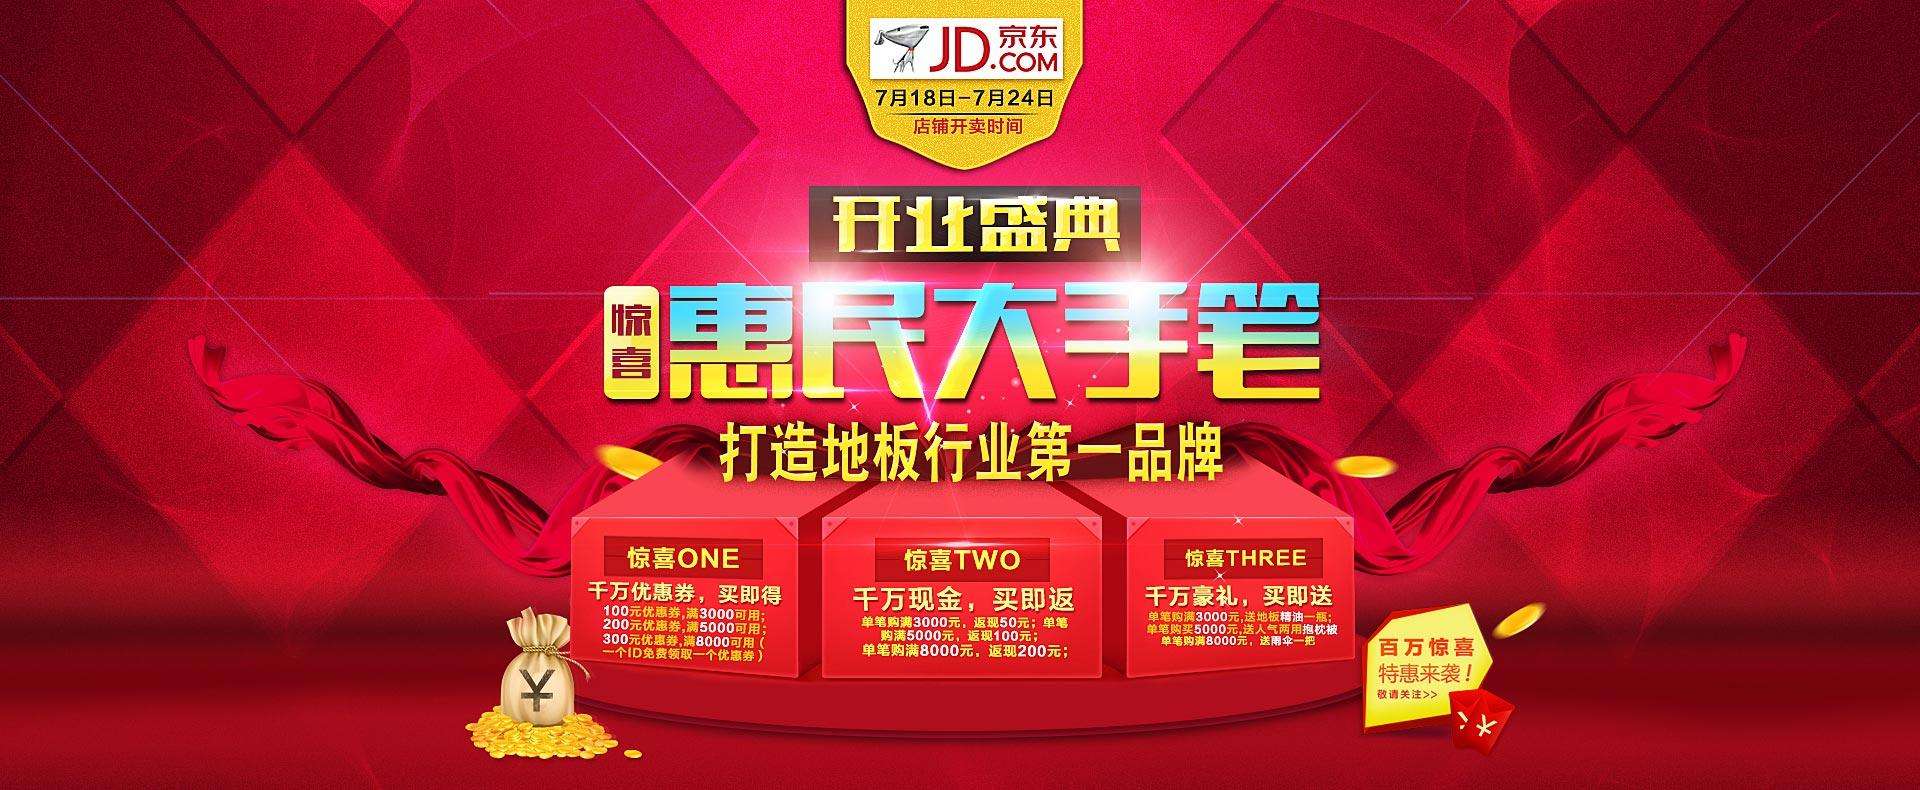 JD京东.COM
7月18日-7月24日
店铺开卖时间
开业盛典
惊喜
惠民大手笔
打造地板行业第一品牌
惊喜ONE
千万优惠券，买即得
100元优惠券,满3000可用；
200元优惠券,满5000可用；
300元优惠券,满8000可用（
一个ID免费领取一个优惠券）
惊喜TWO
千万现金，买即返
单笔购满3000元，返现50元；单笔
购满5000元，返现100元；
单笔购满8000元，返现200元；
惊喜THREE
千万豪礼，买即送
单笔购满3000元,送地板精油一瓶；
单笔购买5000元,送人气两用抱枕被
单笔购满8000元，送雨伞一把
¥
百万惊喜
特惠来袭！
敬请关注>>